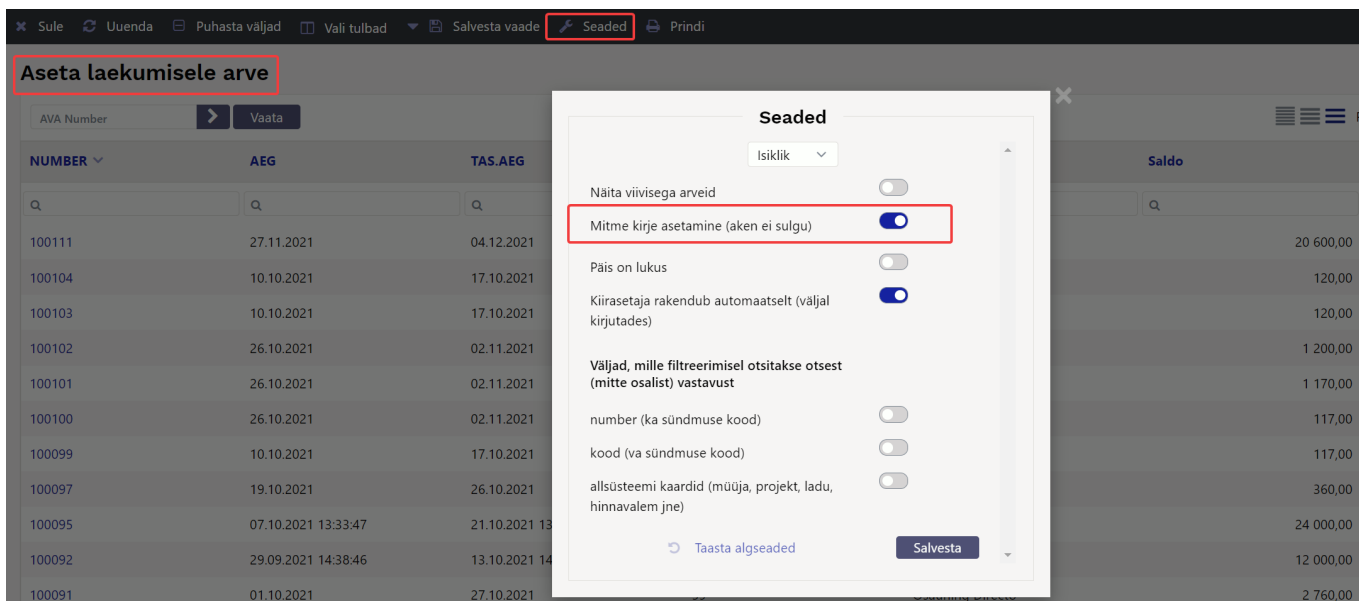 Sule Uuenda Puhasta väljad Vali tulbad Salvesta vaade Seaded Prindi
Aseta laekumisele arve
AVA Number Vaata
NUMBER AEG TAS.AEG Saldo
100111 27.11.2021 04.12.2021 20 600,00
100104 10.10.2021 17.10.2021 120,00
100103 10.10.2021 17.10.2021 120,00
100102 26.10.2021 02.11.2021 1 200,00
100101 26.10.2021 02.11.2021 1 170,00
100100 26.10.2021 02.11.2021 117,00
100099 10.10.2021 17.10.2021 117,00
100097 19.10.2021 26.10.2021 360,00
100095 07.10.2021 13:33:47 21.10.2021 13 24 000,00
100092 29.09.2021 14:38:46 13.10.2021 14 12 000,00
100091 01.10.2021 27.10.2021 2 760,00
Seaded
Isiklik
Näita viivisega arveid
Mitme kirje asetamine (aken ei sulgu)
Päis on lukus
Kiirasetaja rakendub automaatselt (väljal
kirjutades)
Väljad, mille filtreerimisel otsitakse otsest
(mitte osalist) vastavust
number (ka sündmuse kood)
kood (va sündmuse kood)
allsüsteemi kaardid (müüja, projekt, ladu,
hinnavalem jne)
Taasta algseaded Salvesta